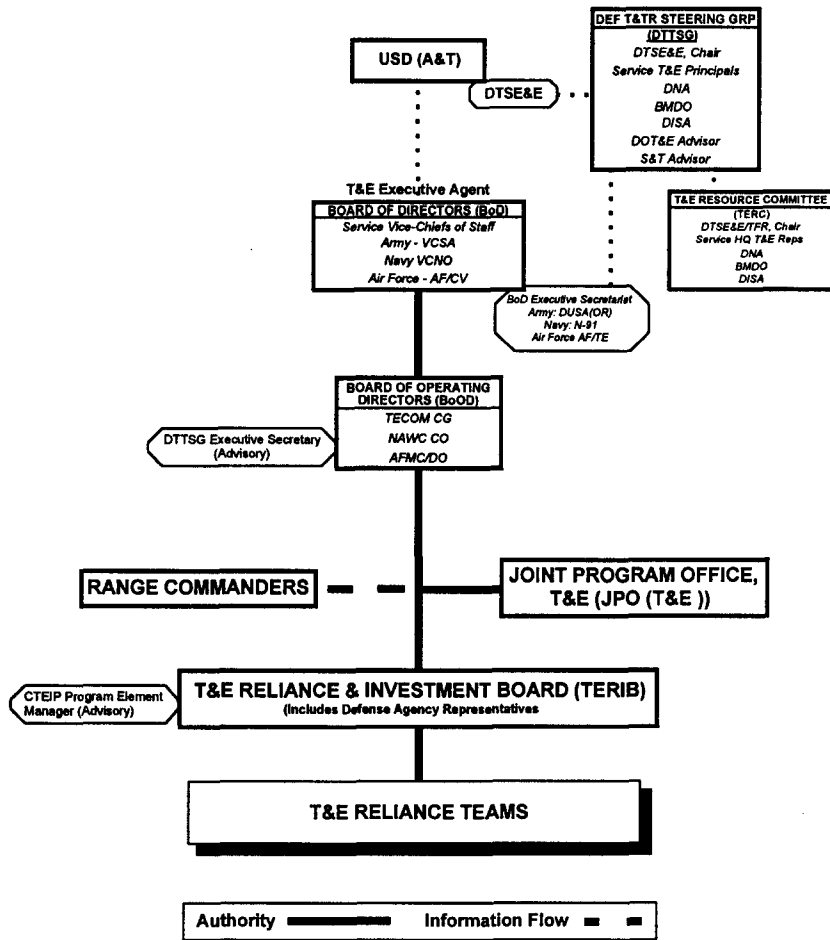 USD (A&T)
DTSE&E
DEF T&TR STEERING GRP
(DTTSG)
DTSE&E, Chair
Service T&E Principals
DNA
BMDO
DISA
DOT&E Advisor
S&T Advisor
T&E Executive Agent
BOARD OF DIRECTORS (BoD)
Service Vice-Chiefs of Staff
Army - VCSA
Navy VCNO
Air Force - AF/CV
T&E RESOURCE COMMITTEE
(TERC)
DTSE&E/TFR, Chair
Service HQ T&E Reps
DNA
BMDO
DISA
BoD Executive Secretariat
Army: DUSA(OR)
Navy: N-91
Air Force AF/TE
BOARD OF OPERATING
DIRECTORS (BoOD)
TECOM CG
NAWC CO
AFMC/DO
DTTSG Executive Secretary
(Advisory)
RANGE COMMANDERS
JOINT PROGRAM OFFICE,
T&E (JPO (T&E ))
CTEIP Program Element
Manager (Advisory)
T&E RELIANCE & INVESTMENT BOARD (TERIB)
(Includes Defense Agency Representatives
T&E RELIANCE TEAMS
Authority Information Flow